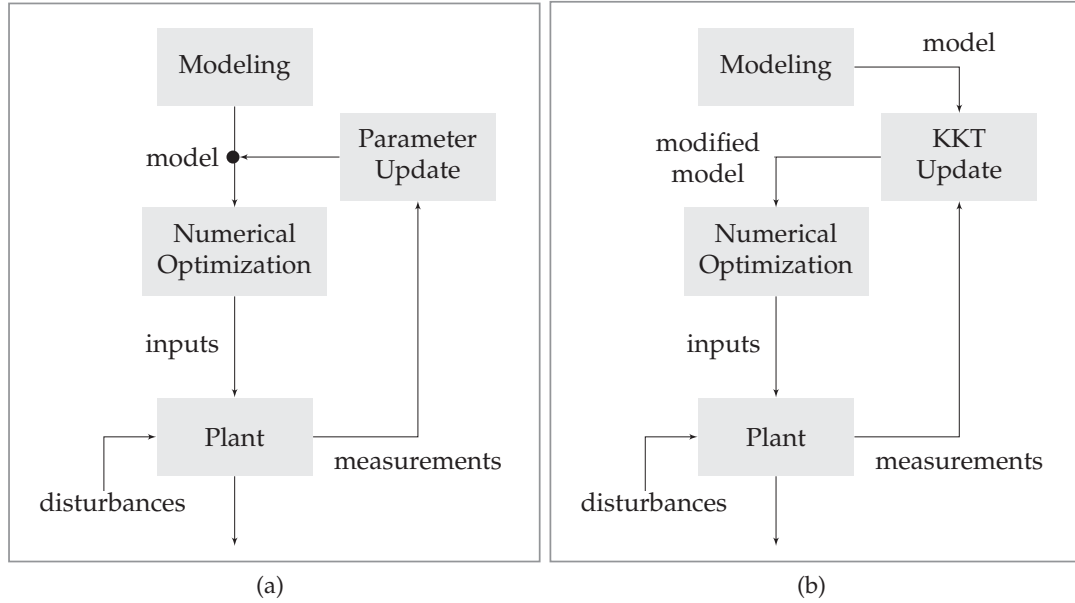 Modeling
Parameter
Update
model
Numerical
Optimization
inputs
Plant
measurements
disturbances
(a)
Modeling
model
KKT
Update
modified
model
Numerical
Optimization
inputs
Plant
measurements
disturbances
(b)